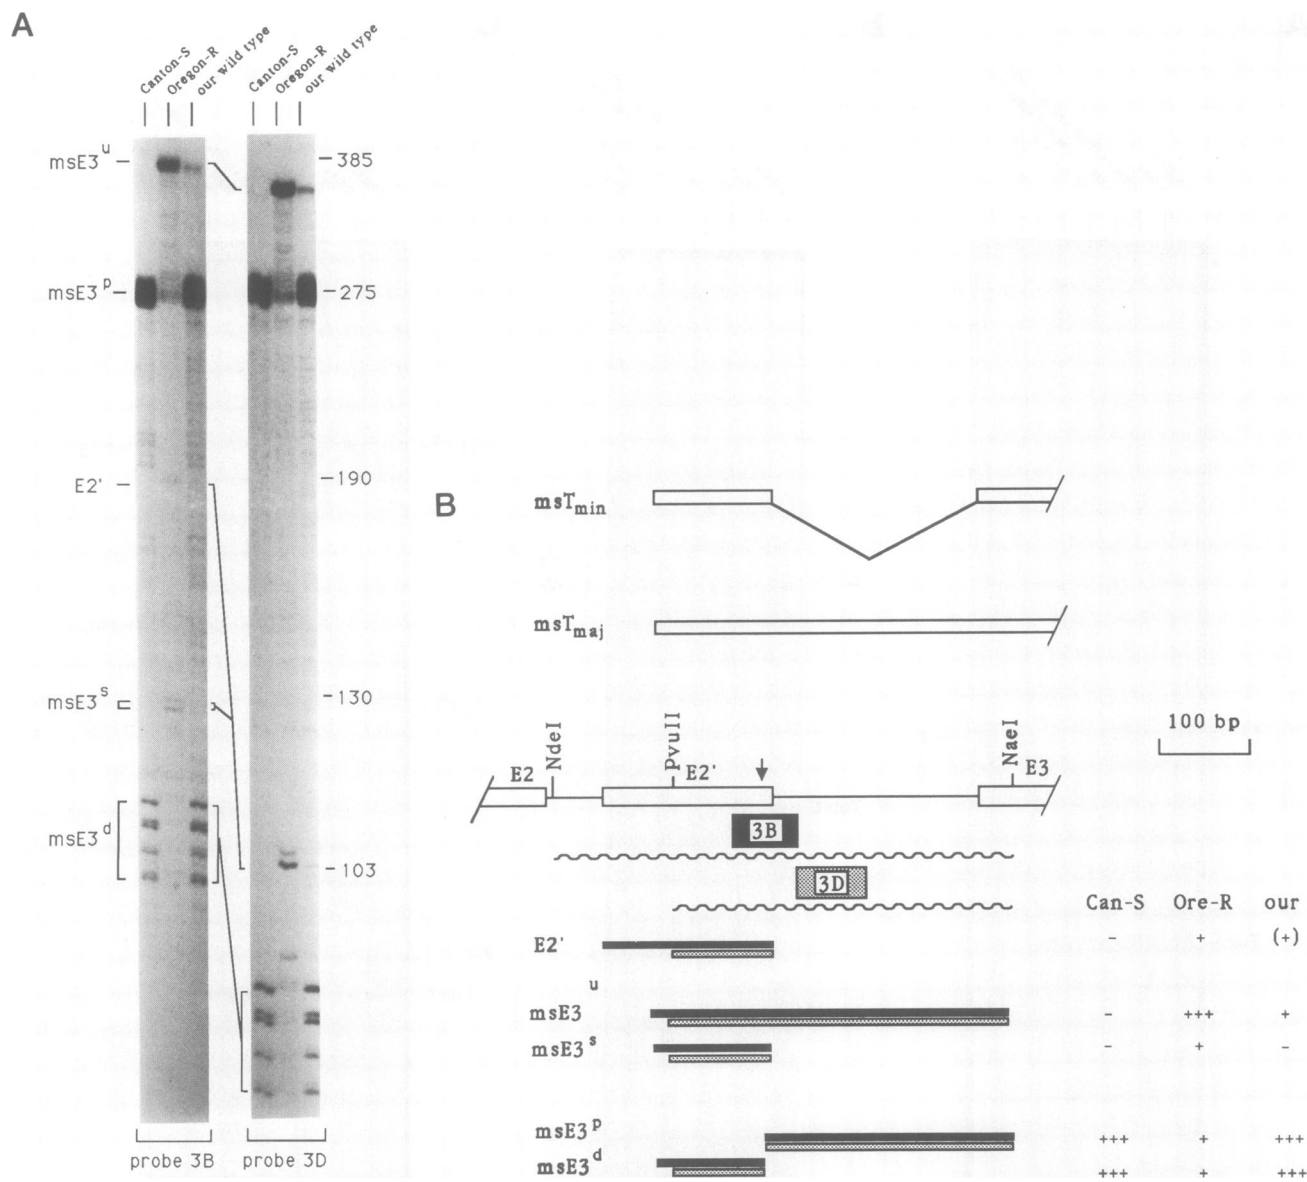 A
Canton-S
Oregon-R
our wild type
Canton-S
Oregon-R
our wild type
msE3u
msE3p
E2'
msE3s
msE3d
385
275
190
130
103
probe 3B
probe 3D
B
msTmin
msTmaj
100 bp
E2
NdeI
PvuII
E2'
NaeI
E3
3B
3D
Can-S Ore-R our
E2' - + (+)
msE3u - +++ +
msE3s - + -
msE3p +++ + +++
msE3d +++ + +++